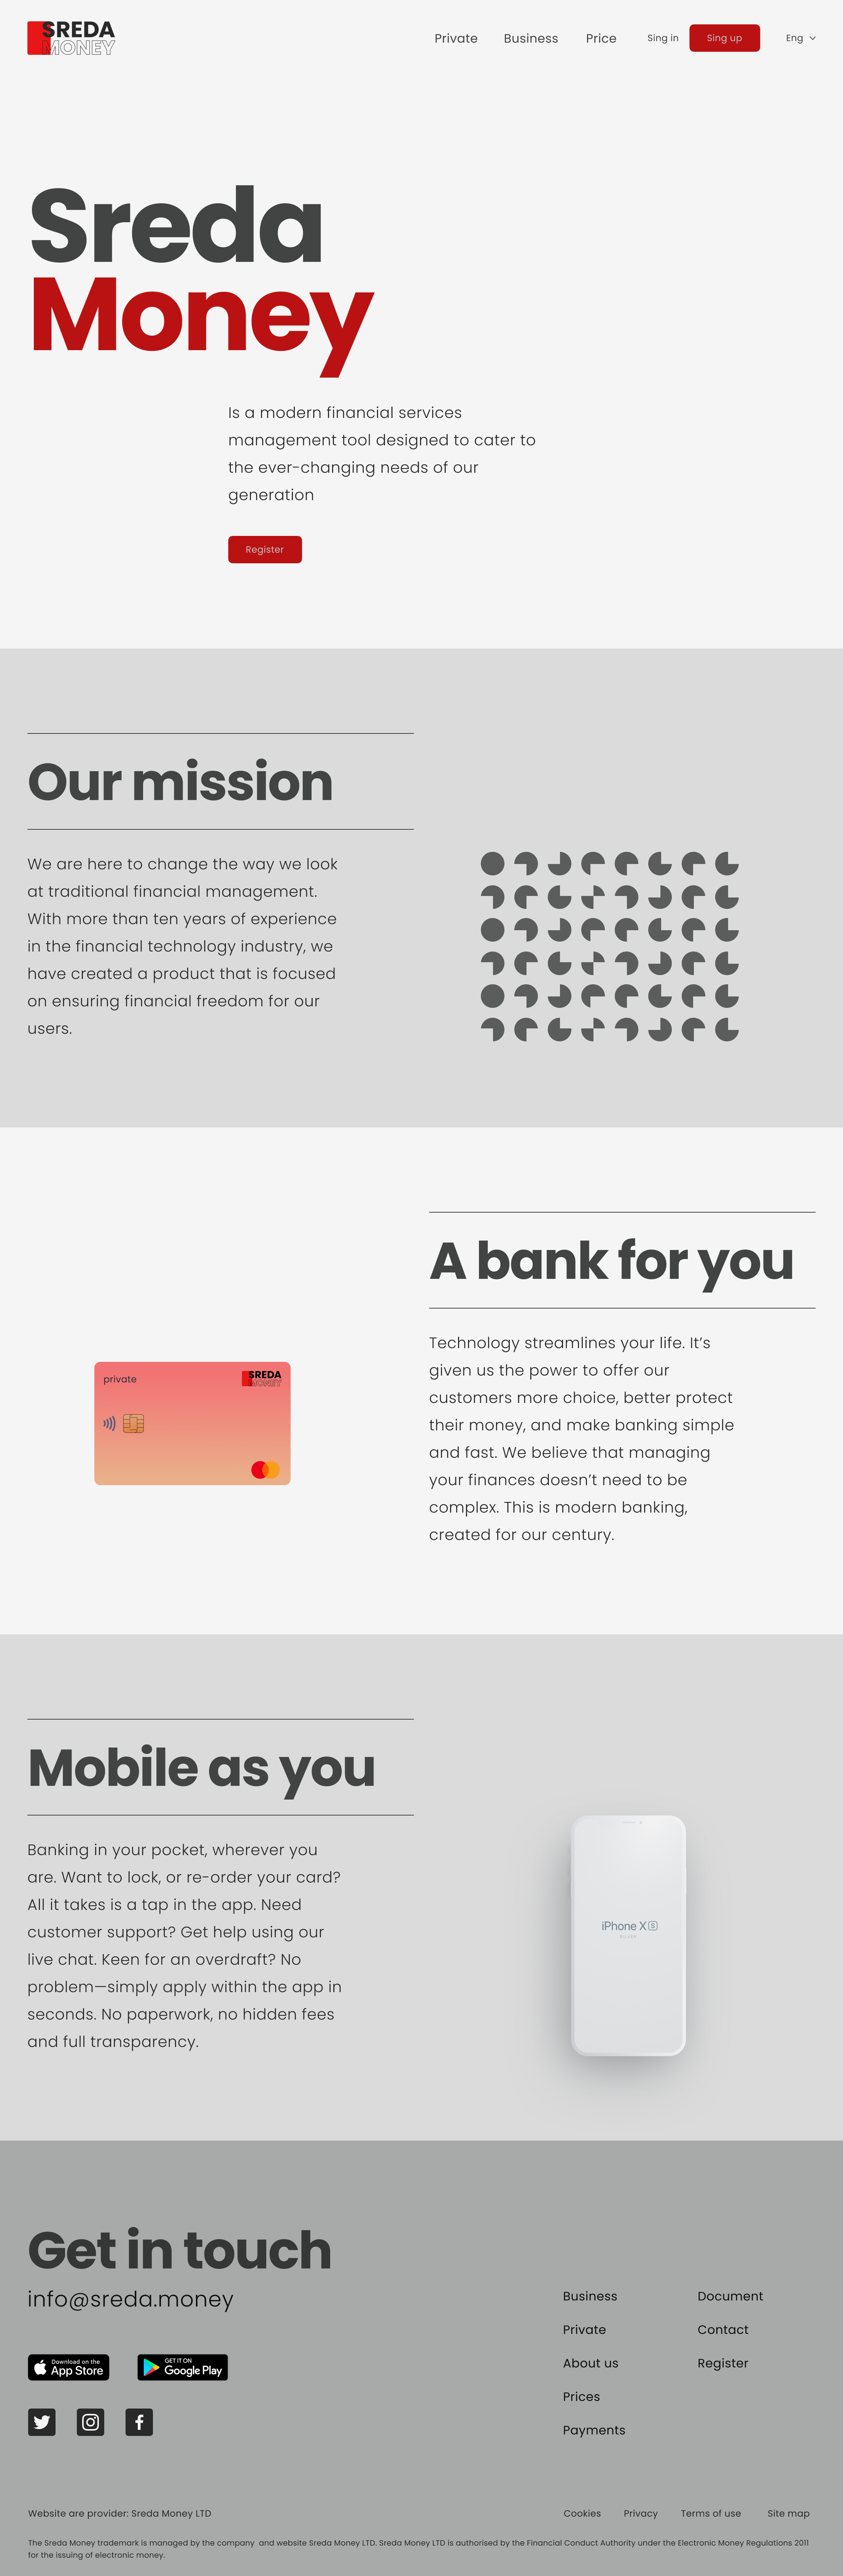 SREDA
MONEY
Private Business Price Sing in Sing up Eng
Sreda
Money
Is a modern financial services
management tool designed to cater to
the ever-changing needs of our
generation
Register
Our mission
We are here to change the way we look
at traditional financial management.
With more than ten years of experience
in the financial technology industry, we
have created a product that is focused
on ensuring financial freedom for our
users.
A bank for you
Technology streamlines your life. It’s
given us the power to offer our
customers more choice, better protect
their money, and make banking simple
and fast. We believe that managing
your finances doesn’t need to be
complex. This is modern banking,
created for our century.
private
SREDA
MONEY
Mobile as you
Banking in your pocket, wherever you
are. Want to lock, or re-order your card?
All it takes is a tap in the app. Need
customer support? Get help using our
live chat. Keen for an overdraft? No
problem—simply apply within the app in
seconds. No paperwork, no hidden fees
and full transparency.
iPhone XS
SILVER
Get in touch
info@sreda.money
Download on the
App Store
GET IT ON
Google Play
Business
Private
About us
Prices
Payments
Document
Contact
Register
Website are provider: Sreda Money LTD
Cookies Privacy Terms of use Site map
The Sreda Money trademark is managed by the company and website Sreda Money LTD. Sreda Money LTD is authorised by the Financial Conduct Authority under the Electronic Money Regulations 2011
for the issuing of electronic money.